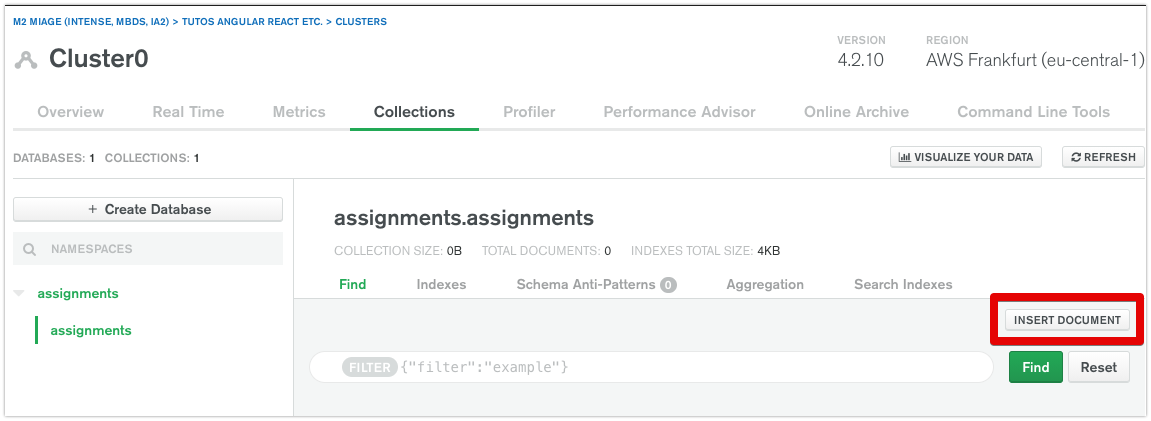 M2 MIAGE (INTENSE, MBDS, IA2) > TUTOS ANGULAR REACT ETC. > CLUSTERS
Cluster0
VERSION
4.2.10
REGION
AWS Frankfurt (eu-central-1)
Overview Real Time Metrics Collections Profiler Performance Advisor Online Archive Command Line Tools
DATABASES: 1 COLLECTIONS: 1
VISUALIZE YOUR DATA
REFRESH
+ Create Database
NAMESPACES
assignments
assignments
assignments.assignments
COLLECTION SIZE: 0B TOTAL DOCUMENTS: 0 INDEXES TOTAL SIZE: 4KB
Find Indexes Schema Anti-Patterns 0 Aggregation Search Indexes
INSERT DOCUMENT
FILTER {"filter":"example"}
Find
Reset